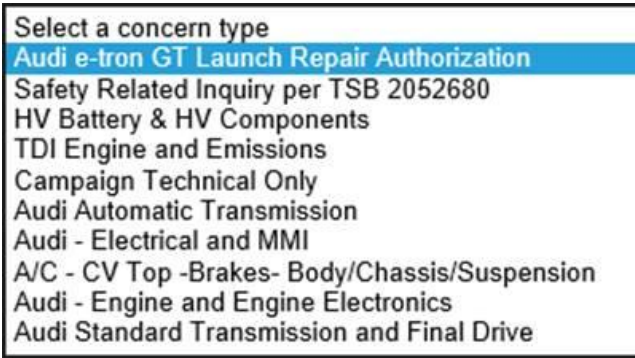 Select a concern type
Audi e-tron GT Launch Repair Authorization
Safety Related Inquiry per TSB 2052680
HV Battery & HV Components
TDI Engine and Emissions
Campaign Technical Only
Audi Automatic Transmission
Audi - Electrical and MMI
A/C - CV Top -Brakes- Body/Chassis/Suspension
Audi - Engine and Engine Electronics
Audi Standard Transmission and Final Drive